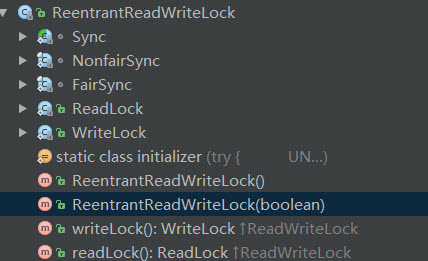 ReentrantReadWriteLock
Sync
NonfairSync
FairSync
ReadLock
WriteLock
static class initializer (try { UN...)
ReentrantReadWriteLock()
ReentrantReadWriteLock(boolean)
writeLock(): WriteLock ↑ReadWriteLock
readLock(): ReadLock ↑ReadWriteLock